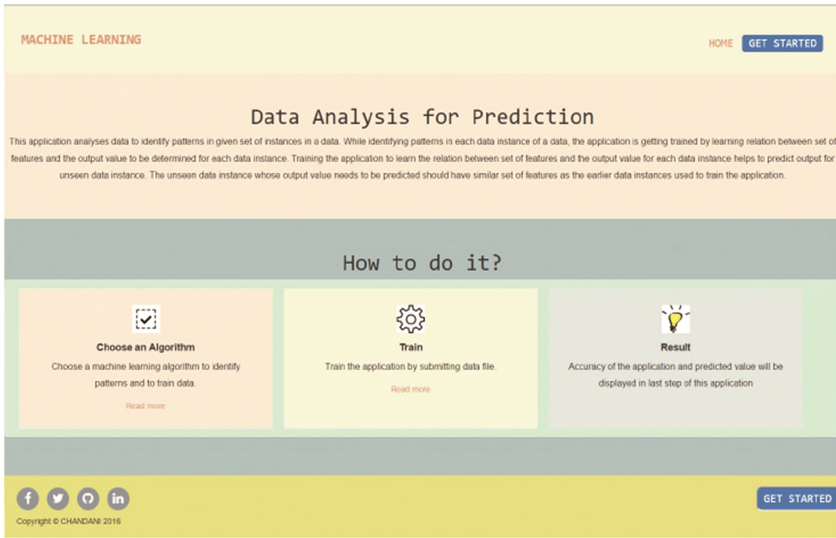 MACHINE LEARNING
HOME GET STARTED
Data Analysis for Prediction
This application analyses data to identify patterns in given set of instances in a data. While identifying patterns in each data instance of a data, the application is getting trained by learning relation between set of
features and the output value to be determined for each data instance. Training the application to learn the relation between set of features and the output value for each data instance helps to predict output for
unseen data instance. The unseen data instance whose output value needs to be predicted should have similar set of features as the earlier data instances used to train the application.
How to do it?
Choose an Algorithm
Choose a machine learning algorithm to identify
patterns and to train data.
Read more
Train
Train the application by submitting data file.
Read more
Result
Accuracy of the application and predicted value will be
displayed in last step of this application
GET STARTED
Copyright © CHANDANI 2016